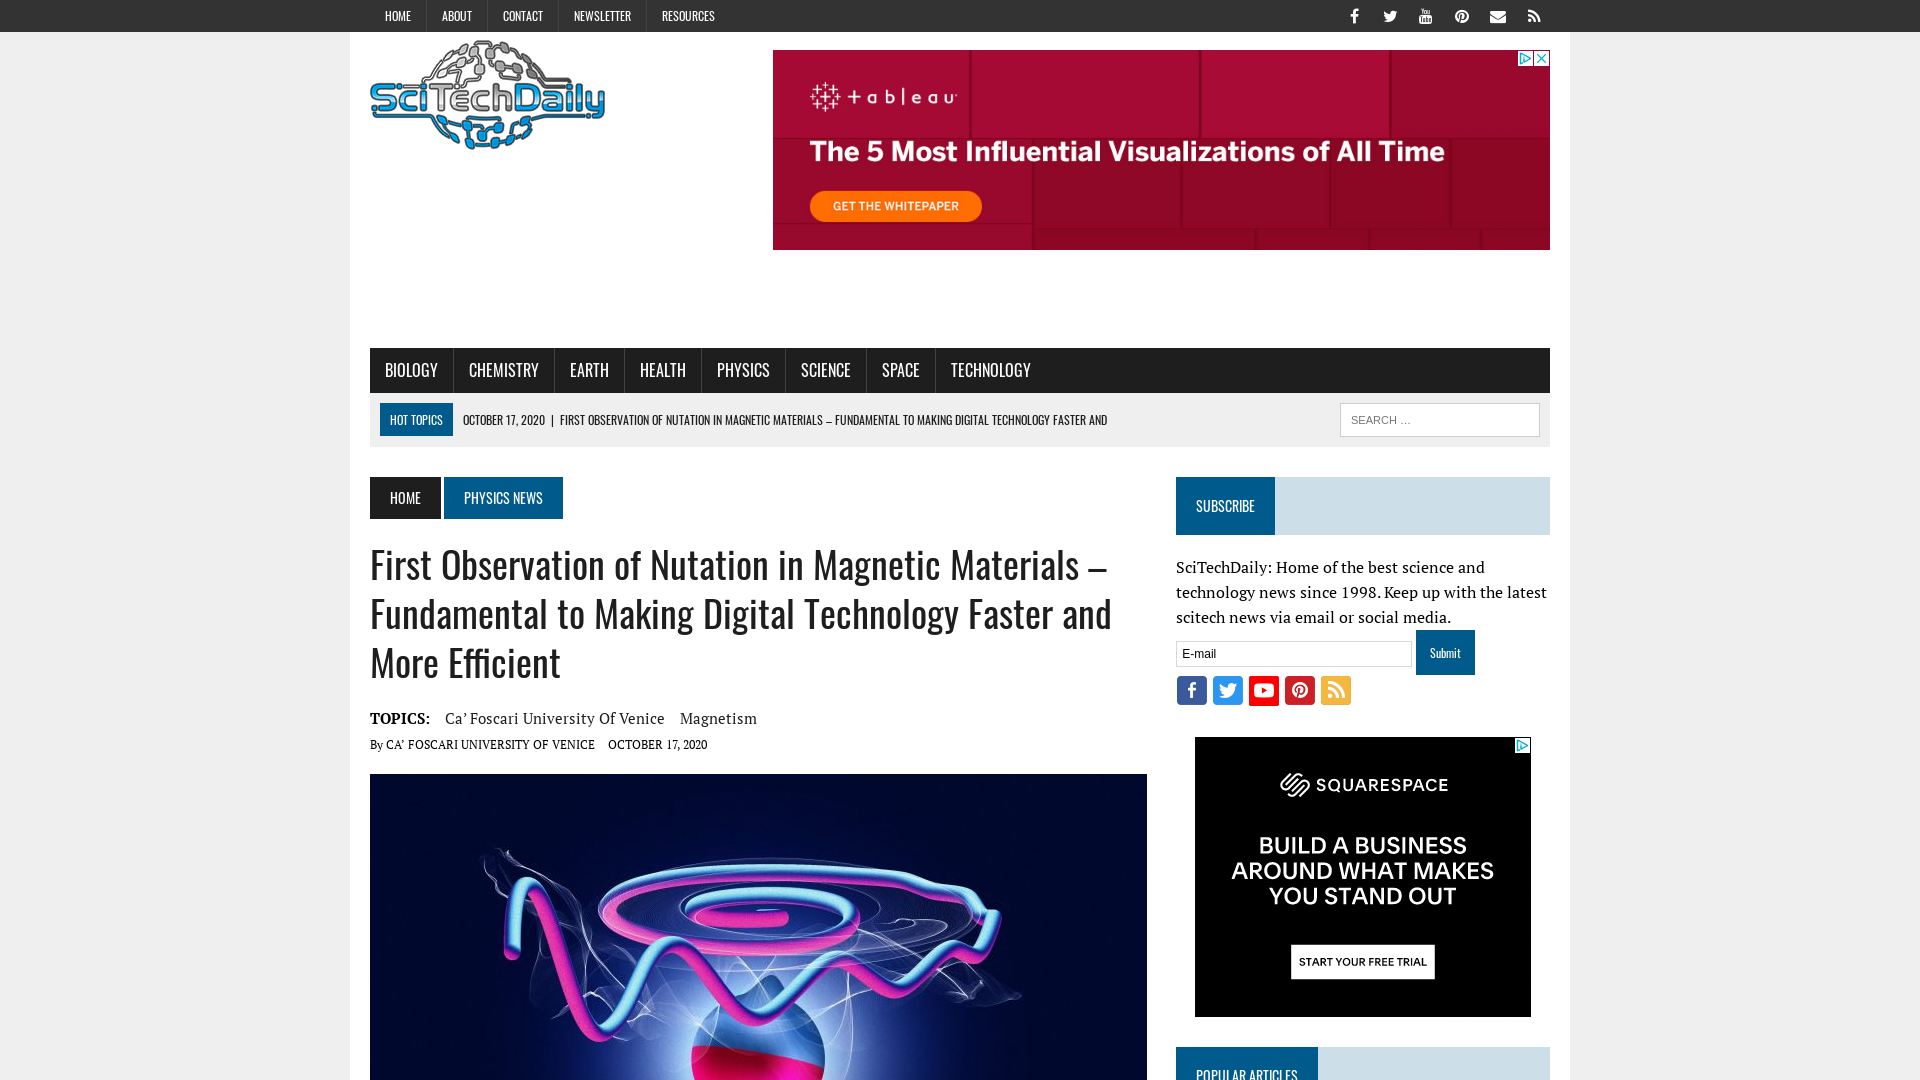 HOME ABOUT CONTACT NEWSLETTER RESOURCES
You Tube
SciTechDaily
+ a b l e a u
The 5 Most Influential Visualizations of All Time
GET THE WHITEPAPER
BIOLOGY CHEMISTRY EARTH HEALTH PHYSICS SCIENCE SPACE TECHNOLOGY
HOT TOPICS OCTOBER 17, 2020 | FIRST OBSERVATION OF NUTATION IN MAGNETIC MATERIALS – FUNDAMENTAL TO MAKING DIGITAL TECHNOLOGY FASTER AND
SEARCH …
HOME PHYSICS NEWS
First Observation of Nutation in Magnetic Materials –
Fundamental to Making Digital Technology Faster and
More Efficient
TOPICS: Ca’ Foscari University Of Venice Magnetism
By CA’ FOSCARI UNIVERSITY OF VENICE OCTOBER 17, 2020
SUBSCRIBE
SciTechDaily: Home of the best science and
technology news since 1998. Keep up with the latest
scitech news via email or social media.
E-mail Submit
SQUARESPACE
BUILD A BUSINESS
AROUND WHAT MAKES
YOU STAND OUT
START YOUR FREE TRIAL
POPULAR ARTICLES